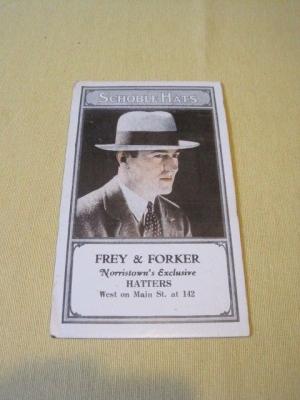 SCHOBLE HATS
FREY & FORKER
Norristown's Exclusive
HATTERS
West on Main St. at 142